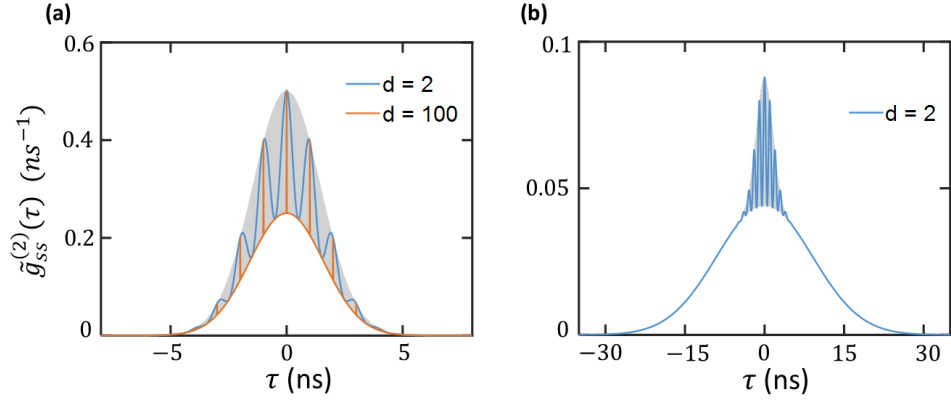 (a)
0.6
0.4
0.2
0
−5
0
5
τ (ns)
g̃ss(2)(τ) (ns−1)
d = 2
d = 100
(b)
0.1
0.05
0
−30
−15
0
15
30
τ (ns)
d = 2